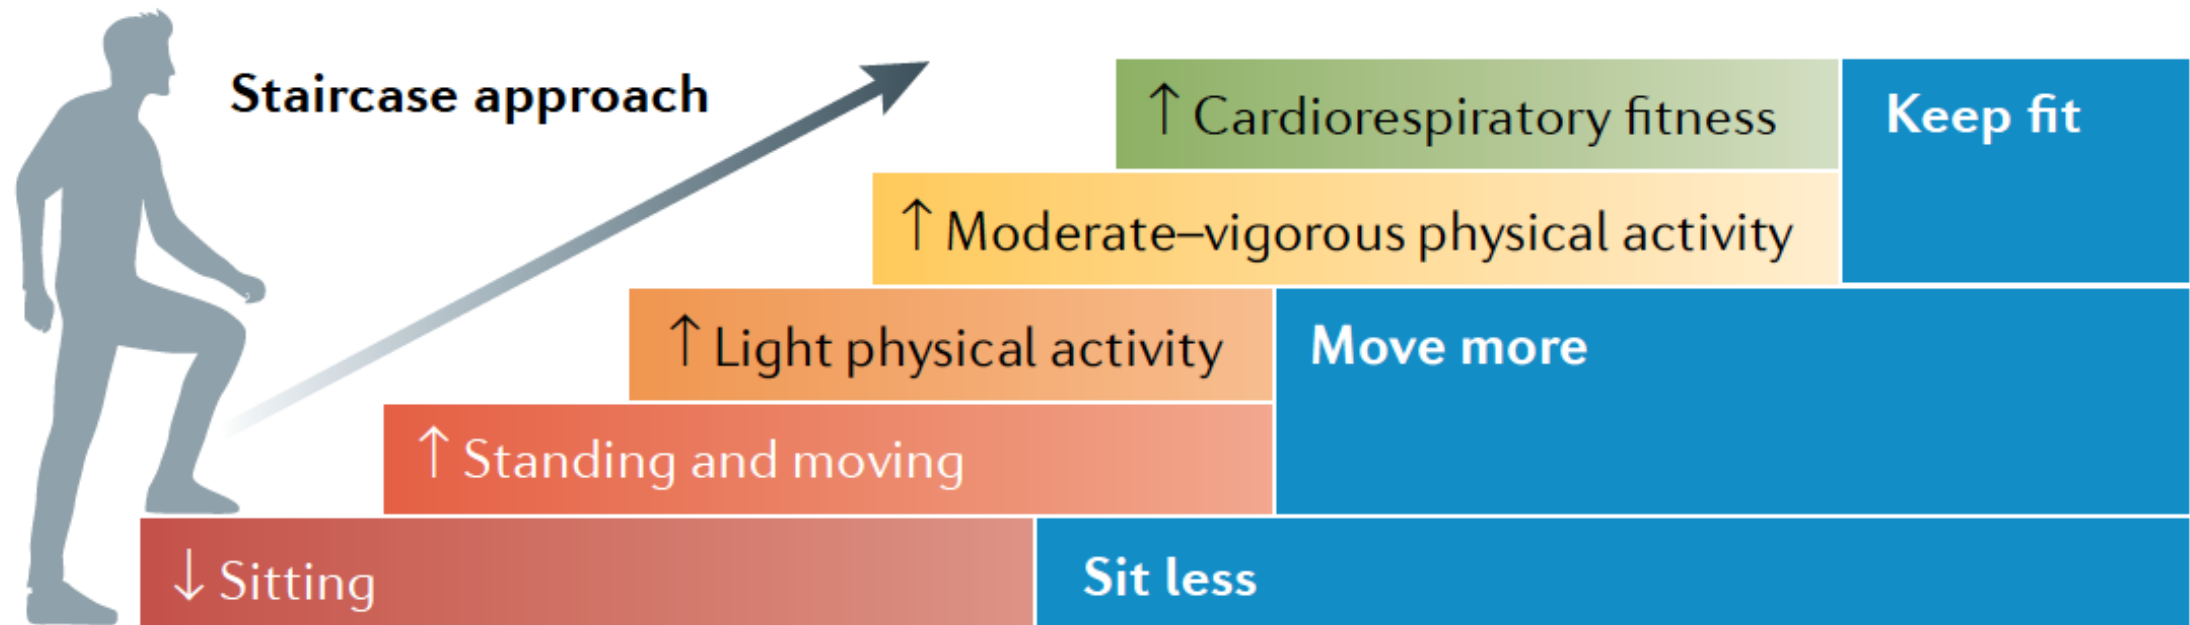 Staircase approach
↑ Cardiorespiratory fitness
Keep fit
↑ Moderate–vigorous physical activity
↑ Light physical activity
Move more
↑ Standing and moving
↓ Sitting
Sit less